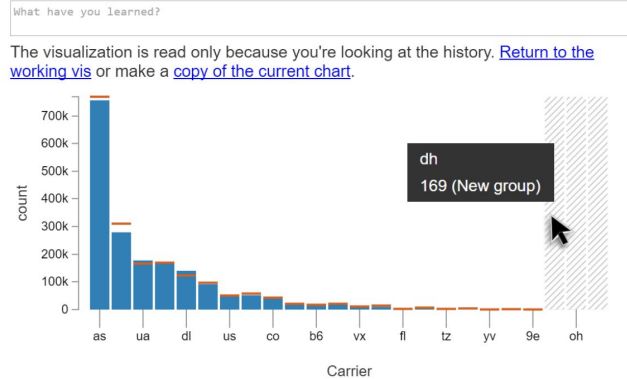 What have you learned?
The visualization is read only because you're looking at the history. Return to the
working vis or make a copy of the current chart.
700k
600k
500k
400k
300k
200k
100k
0
count
dh
169 (New group)
as ua dl us co b6 vx fl tz yv 9e oh
Carrier